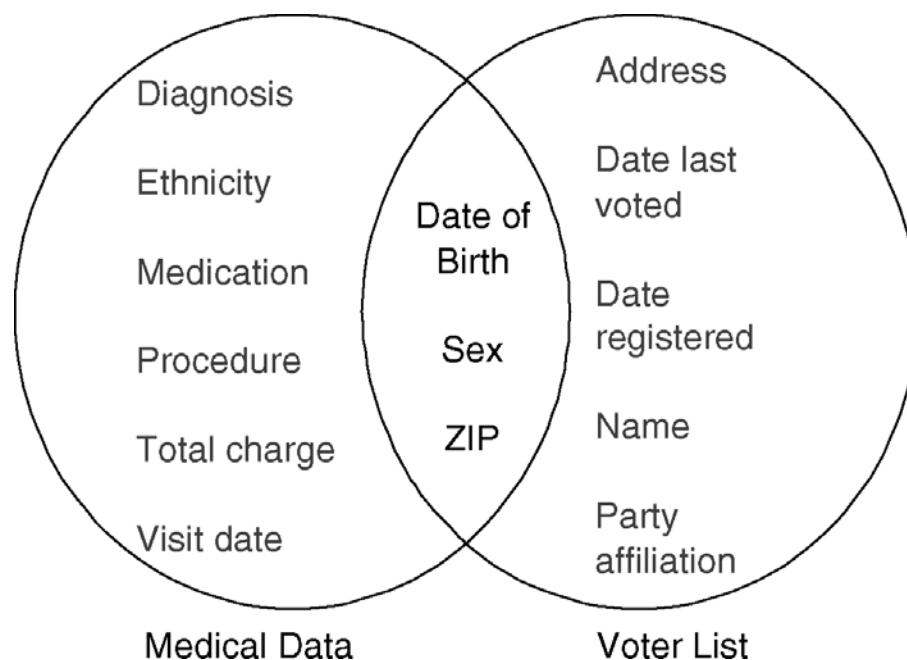 Diagnosis
Ethnicity
Medication
Procedure
Total charge
Visit date
Date of
Birth
Sex
ZIP
Address
Date last
voted
Date
registered
Name
Party
affiliation
Medical Data
Voter List